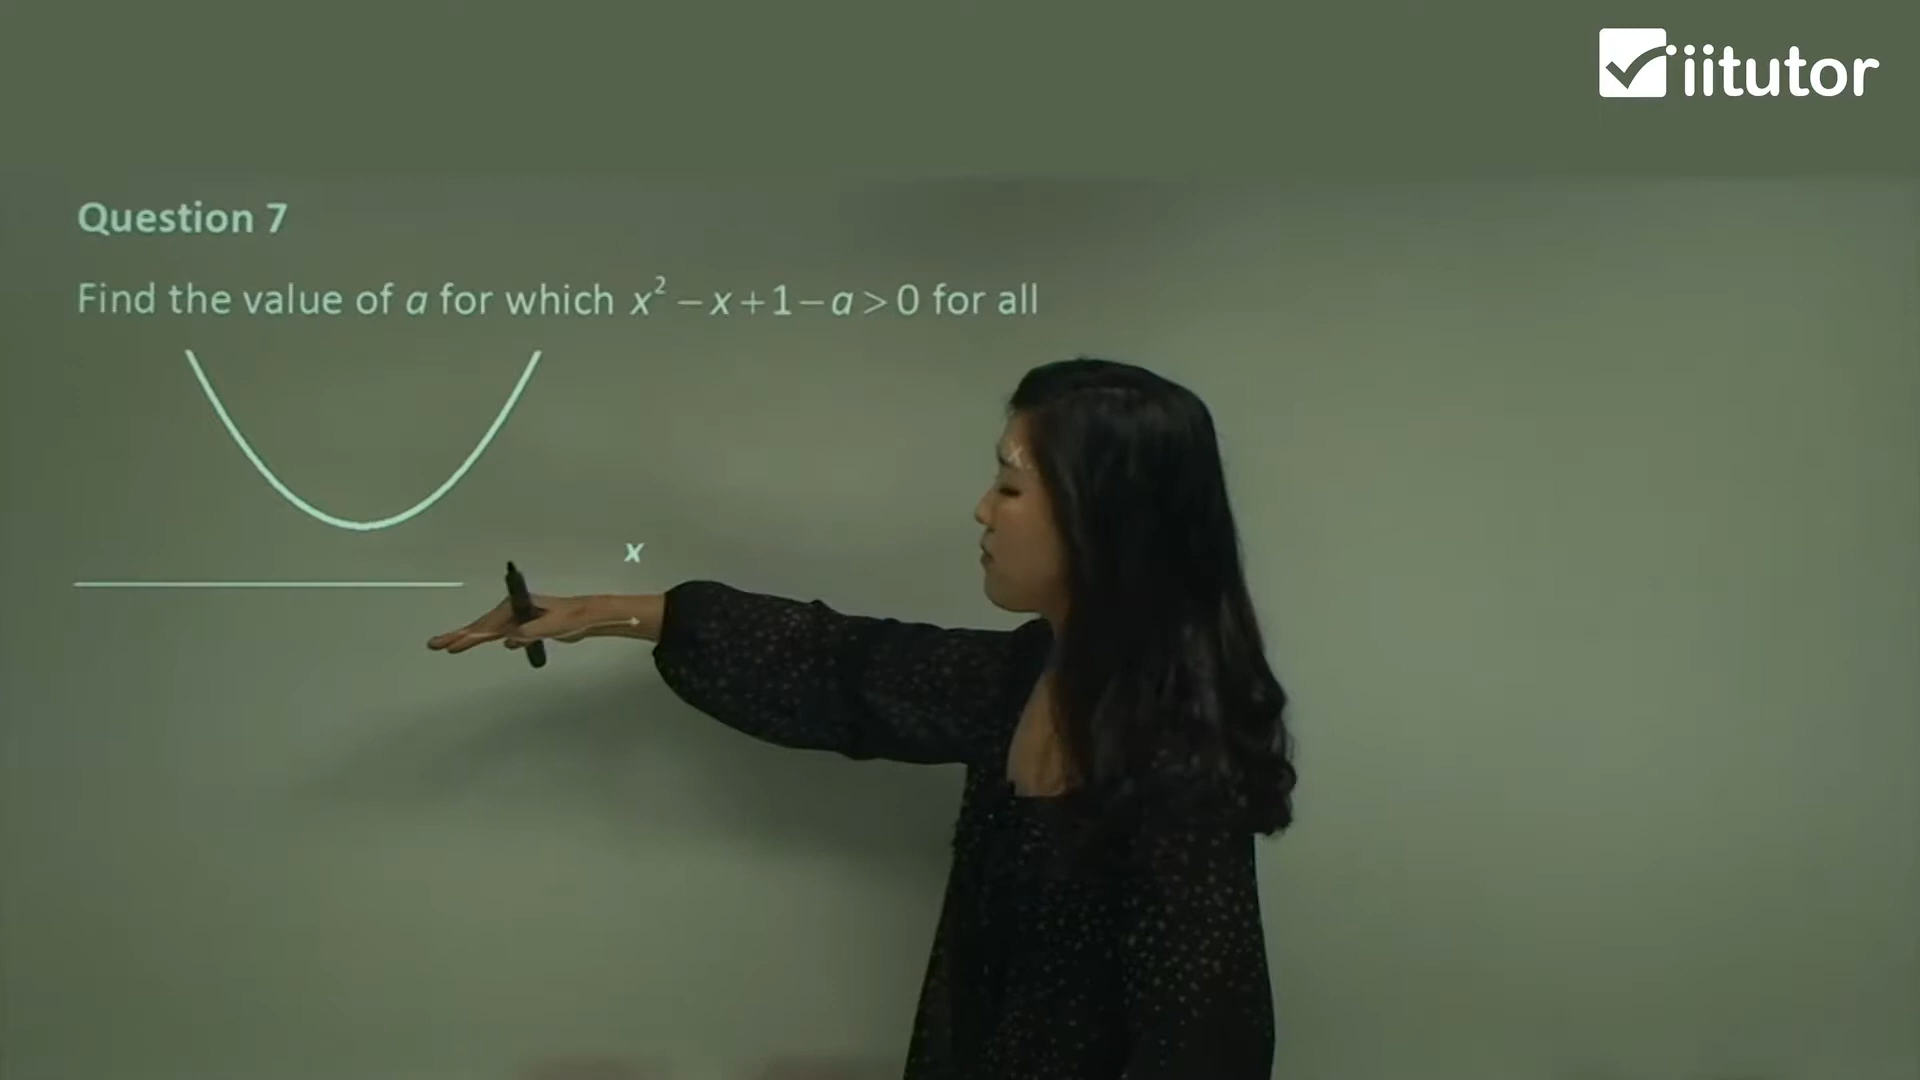 iitutor
Question 7
Find the value of a for which x² – x + 1 – a > 0 for all
x